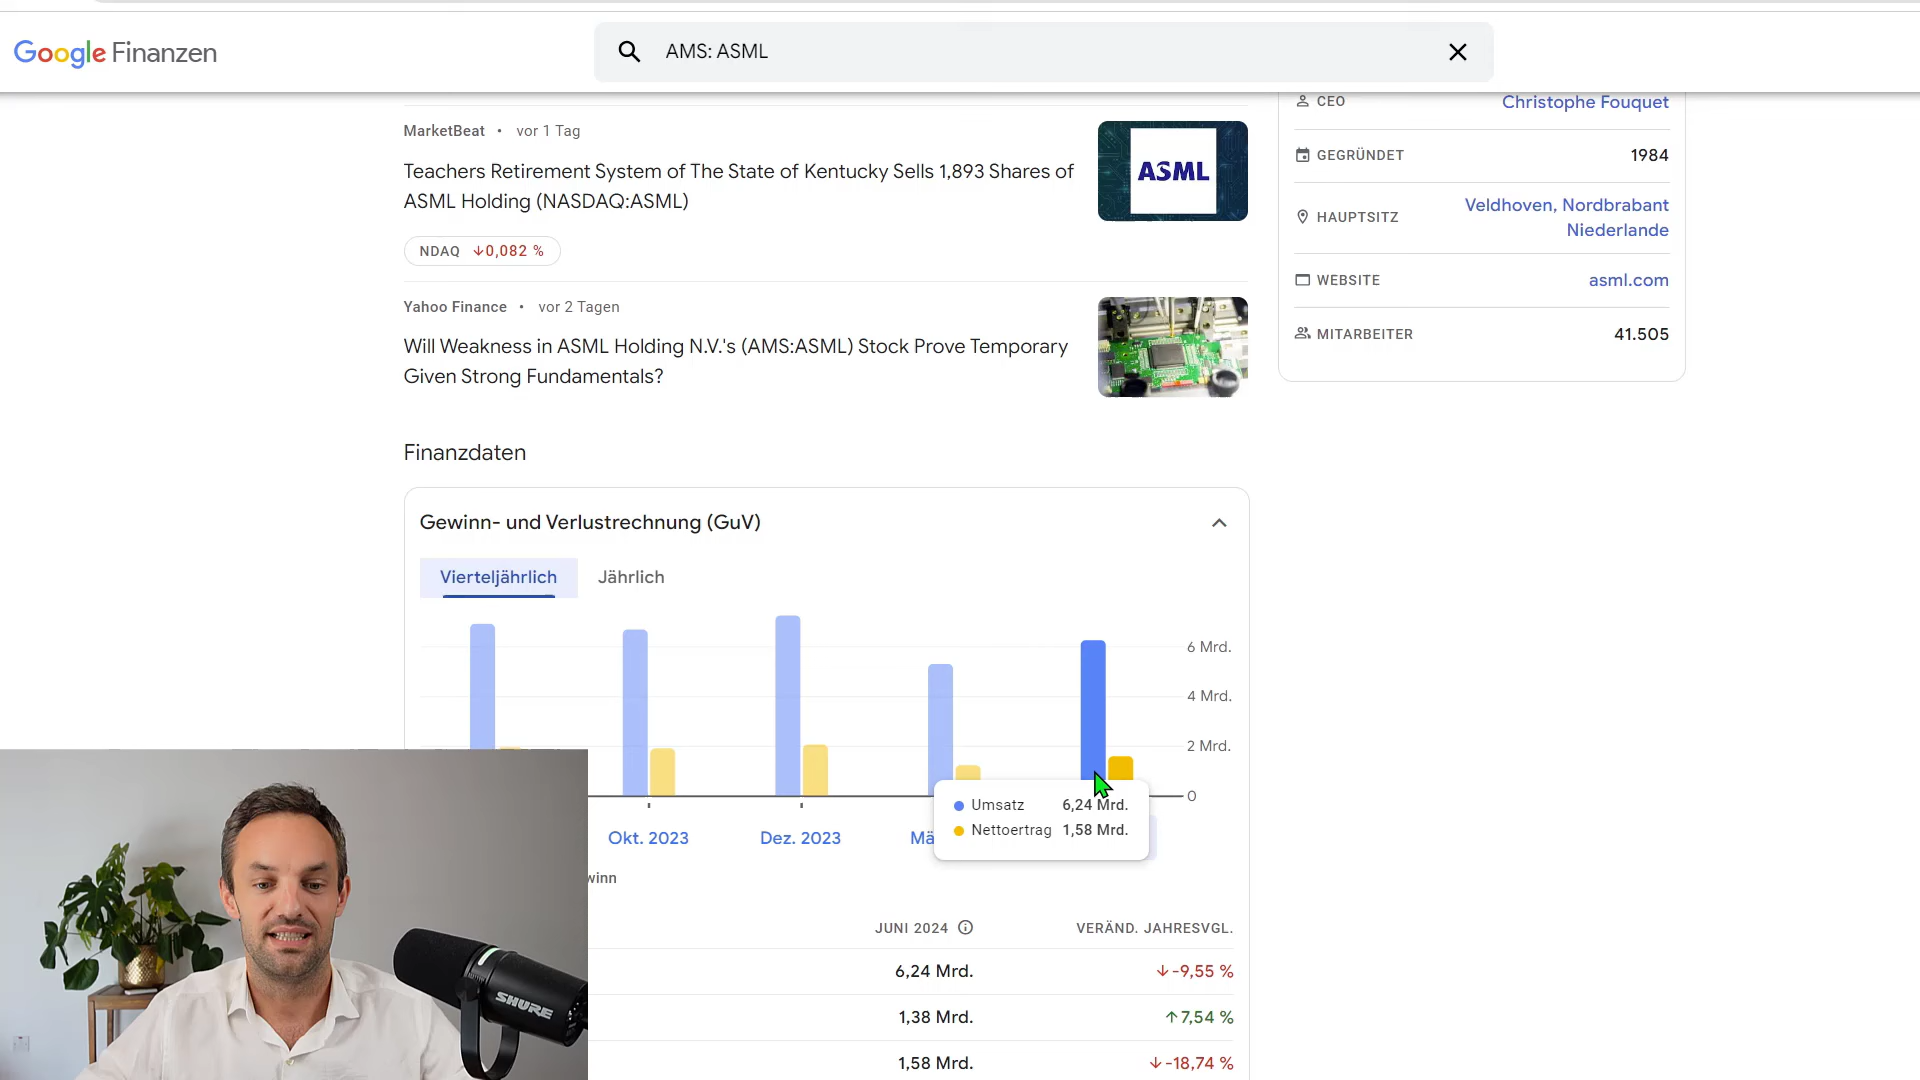 Google Finanzen
AMS: ASML
MarketBeat • vor 1 Tag
Teachers Retirement System of The State of Kentucky Sells 1,893 Shares of
ASML Holding (NASDAQ:ASML)
NDAQ ↓0,082 %
ASML
Yahoo Finance • vor 2 Tagen
Will Weakness in ASML Holding N.V.'s (AMS:ASML) Stock Prove Temporary
Given Strong Fundamentals?
CEO Christophe Fouquet
GEGRÜNDET 1984
HAUPTSITZ Veldhoven, Nordbrabant
Niederlande
WEBSITE asml.com
MITARBEITER 41.505
Finanzdaten
Gewinn- und Verlustrechnung (GuV)
Vierteljährlich Jährlich
6 Mrd.
4 Mrd.
2 Mrd.
0
Umsatz 6,24 Mrd.
Nettoertrag 1,58 Mrd.
Okt. 2023 Dez. 2023 Mä
winn
JUNI 2024 VERÄND. JAHRESVGL.
6,24 Mrd. ↓-9,55 %
1,38 Mrd. ↑7,54 %
1,58 Mrd. ↓-18,74 %
SHURE